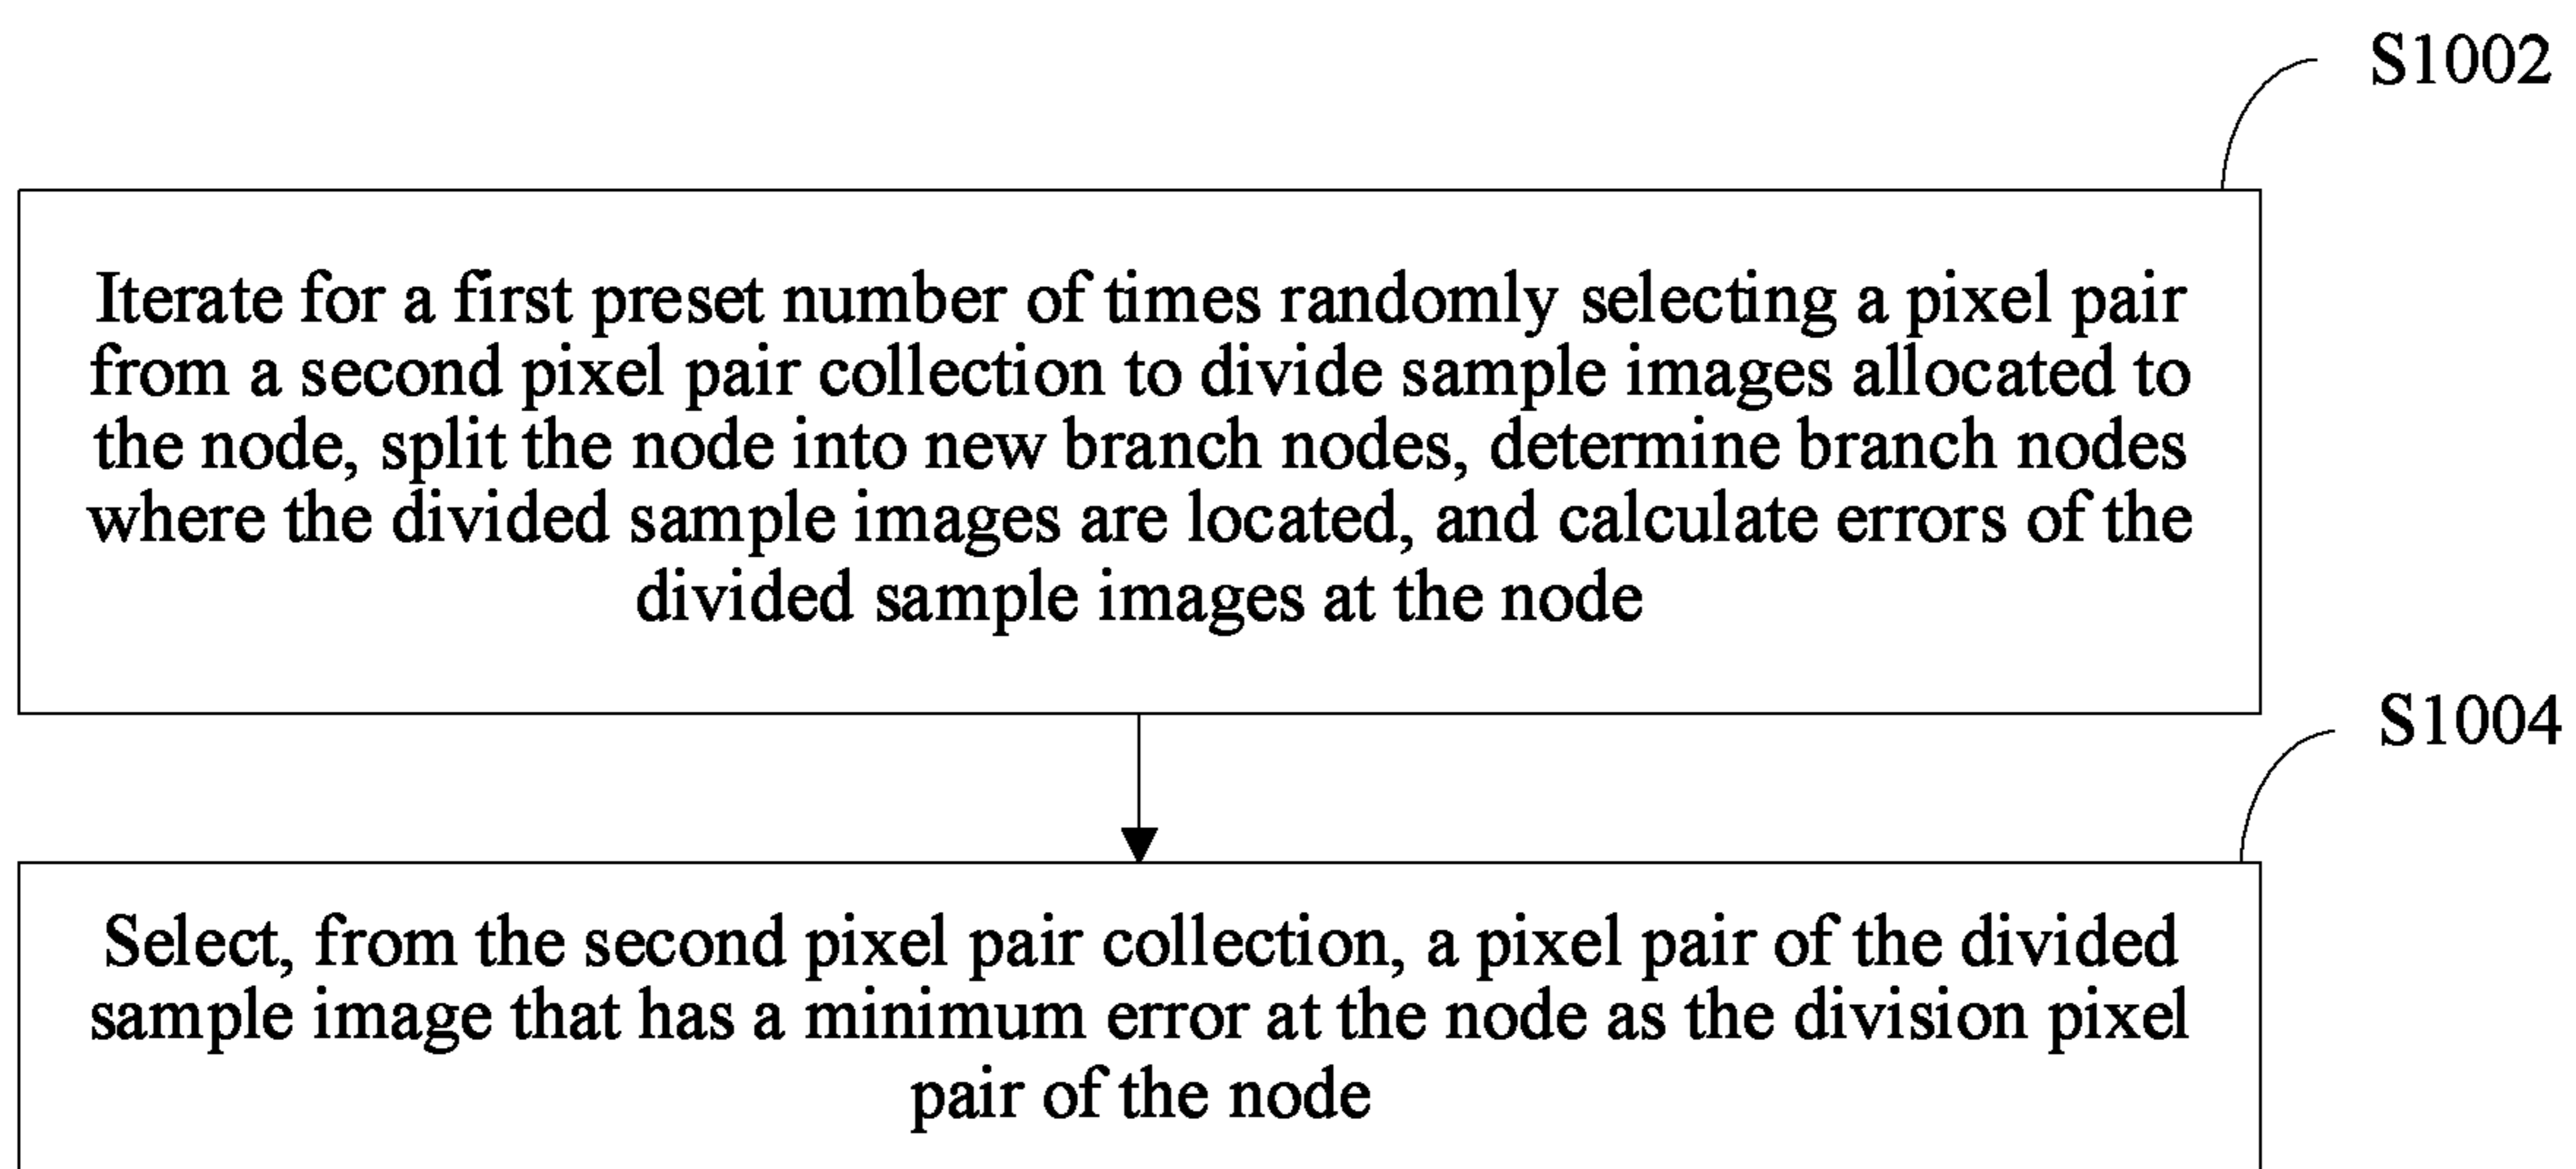 S1002
Iterate for a first preset number of times randomly selecting a pixel pair
from a second pixel pair collection to divide sample images allocated to
the node, split the node into new branch nodes, determine branch nodes
where the divided sample images are located, and calculate errors of the
divided sample images at the node
S1004
Select, from the second pixel pair collection, a pixel pair of the divided
sample image that has a minimum error at the node as the division pixel
pair of the node